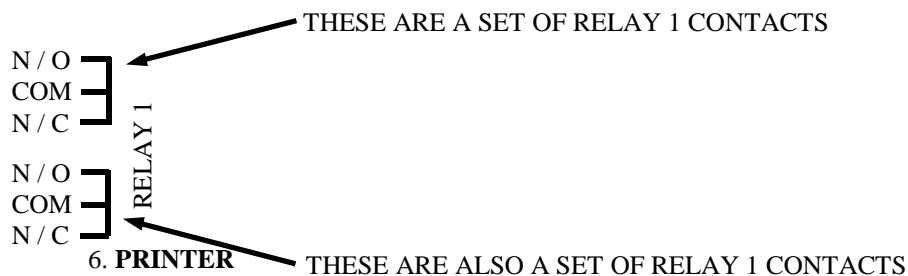 THESE ARE A SET OF RELAY 1 CONTACTS
N / O
COM
N / C
RELAY 1
N / O
COM
N / C
6. PRINTER
THESE ARE ALSO A SET OF RELAY 1 CONTACTS